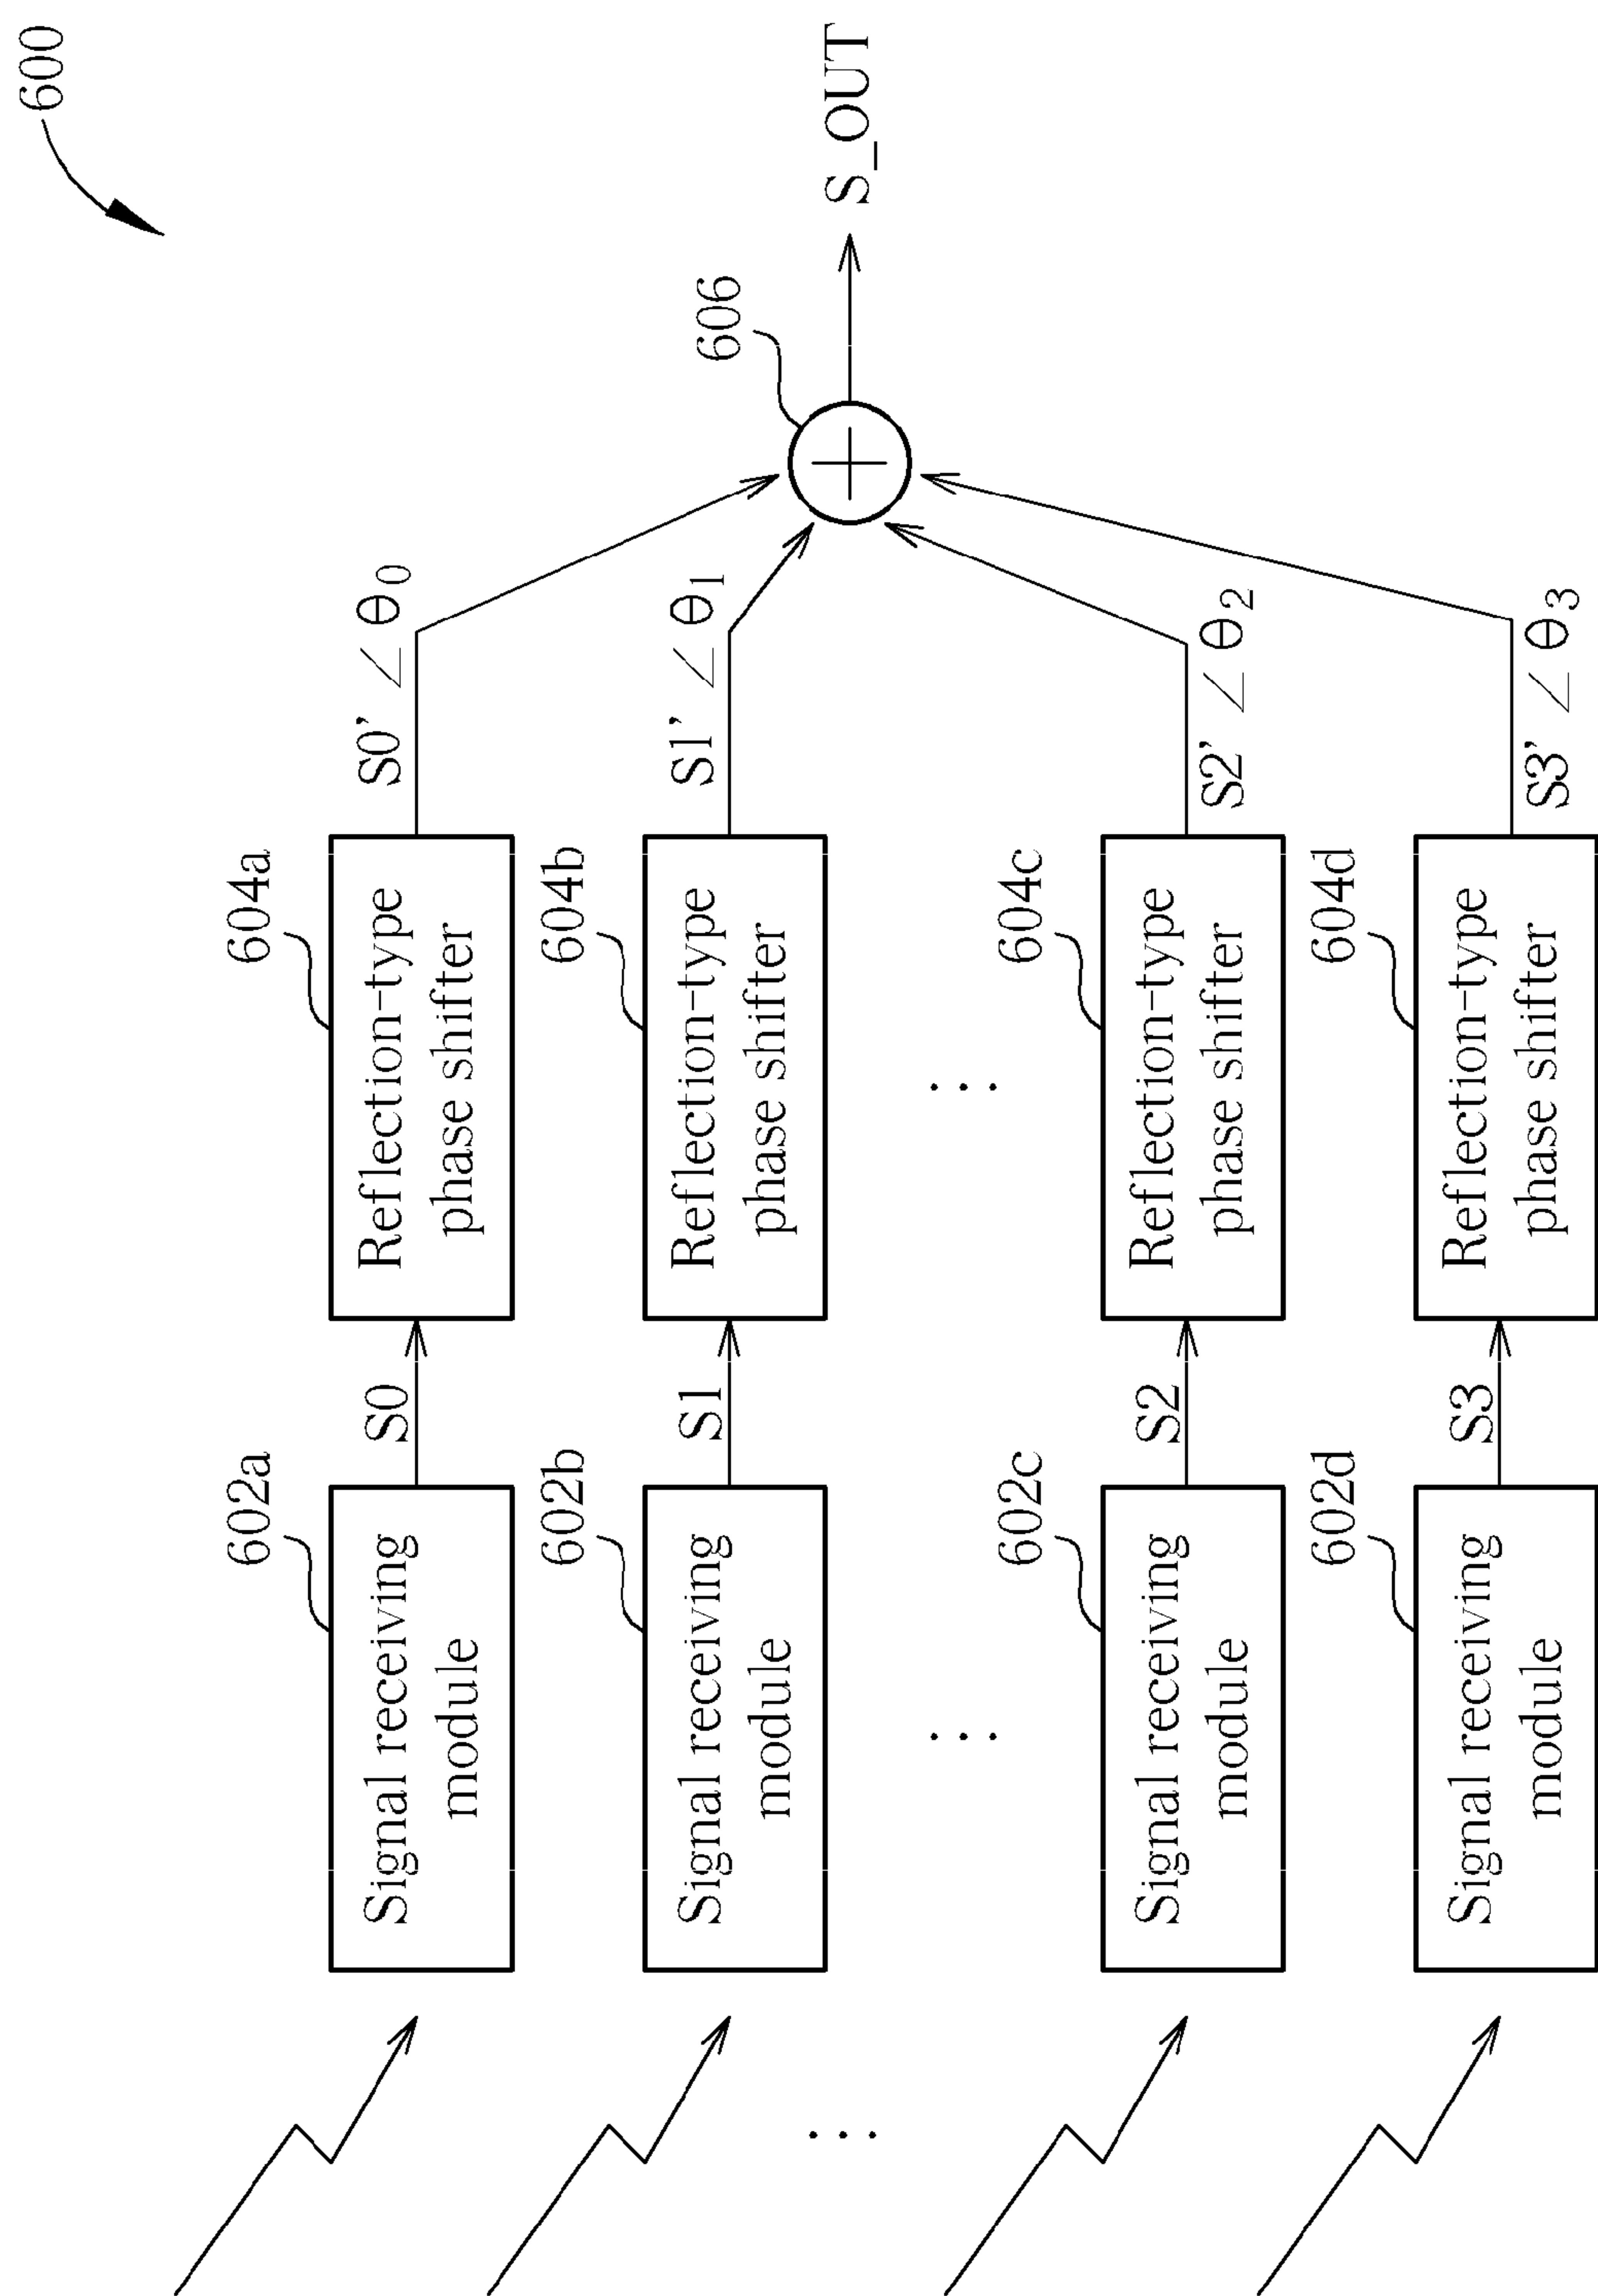 600
602a
Signal receiving
module
S0
604a
Reflection-type
phase shifter
S0' ∠ θ0
602b
Signal receiving
module
S1
604b
Reflection-type
phase shifter
S1' ∠ θ1
606
S_OUT
602c
Signal receiving
module
S2
604c
Reflection-type
phase shifter
S2' ∠ θ2
602d
Signal receiving
module
S3
604d
Reflection-type
phase shifter
S3' ∠ θ3